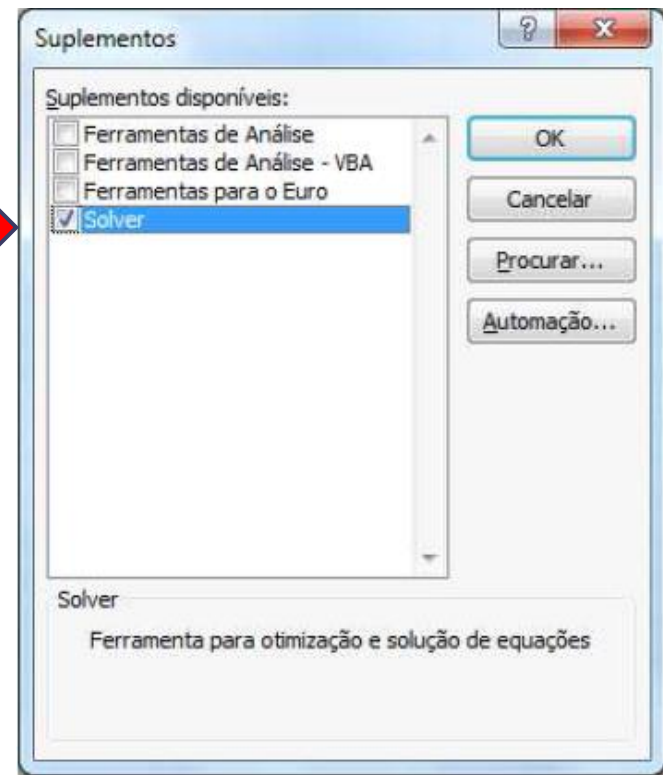 Suplementos
Suplementos disponíveis:
Ferramentas de Análise
Ferramentas de Análise - VBA
Ferramentas para o Euro
Solver
OK
Cancelar
Procurar...
Automação...
Solver
Ferramenta para otimização e solução de equações